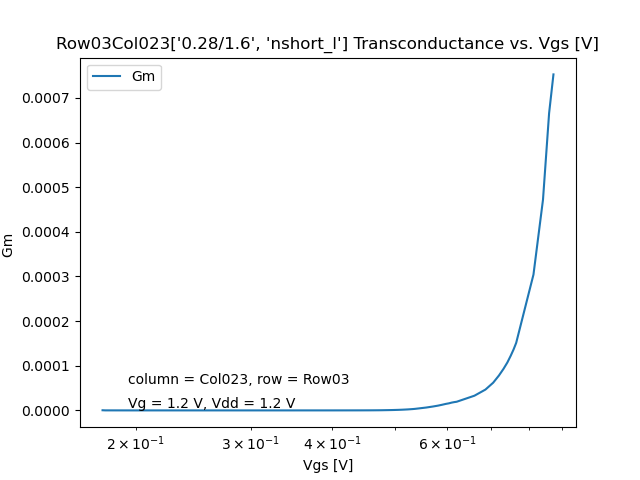 Row03Col023['0.28/1.6', 'nshort_l'] Transconductance vs. Vgs [V]
Gm
0.0007
0.0006
0.0005
0.0004
0.0003
0.0002
0.0001
0.0000
Gm
column = Col023, row = Row03
Vg = 1.2 V, Vdd = 1.2 V
2 × 10⁻¹ 3 × 10⁻¹ 4 × 10⁻¹ 6 × 10⁻¹
Vgs [V]